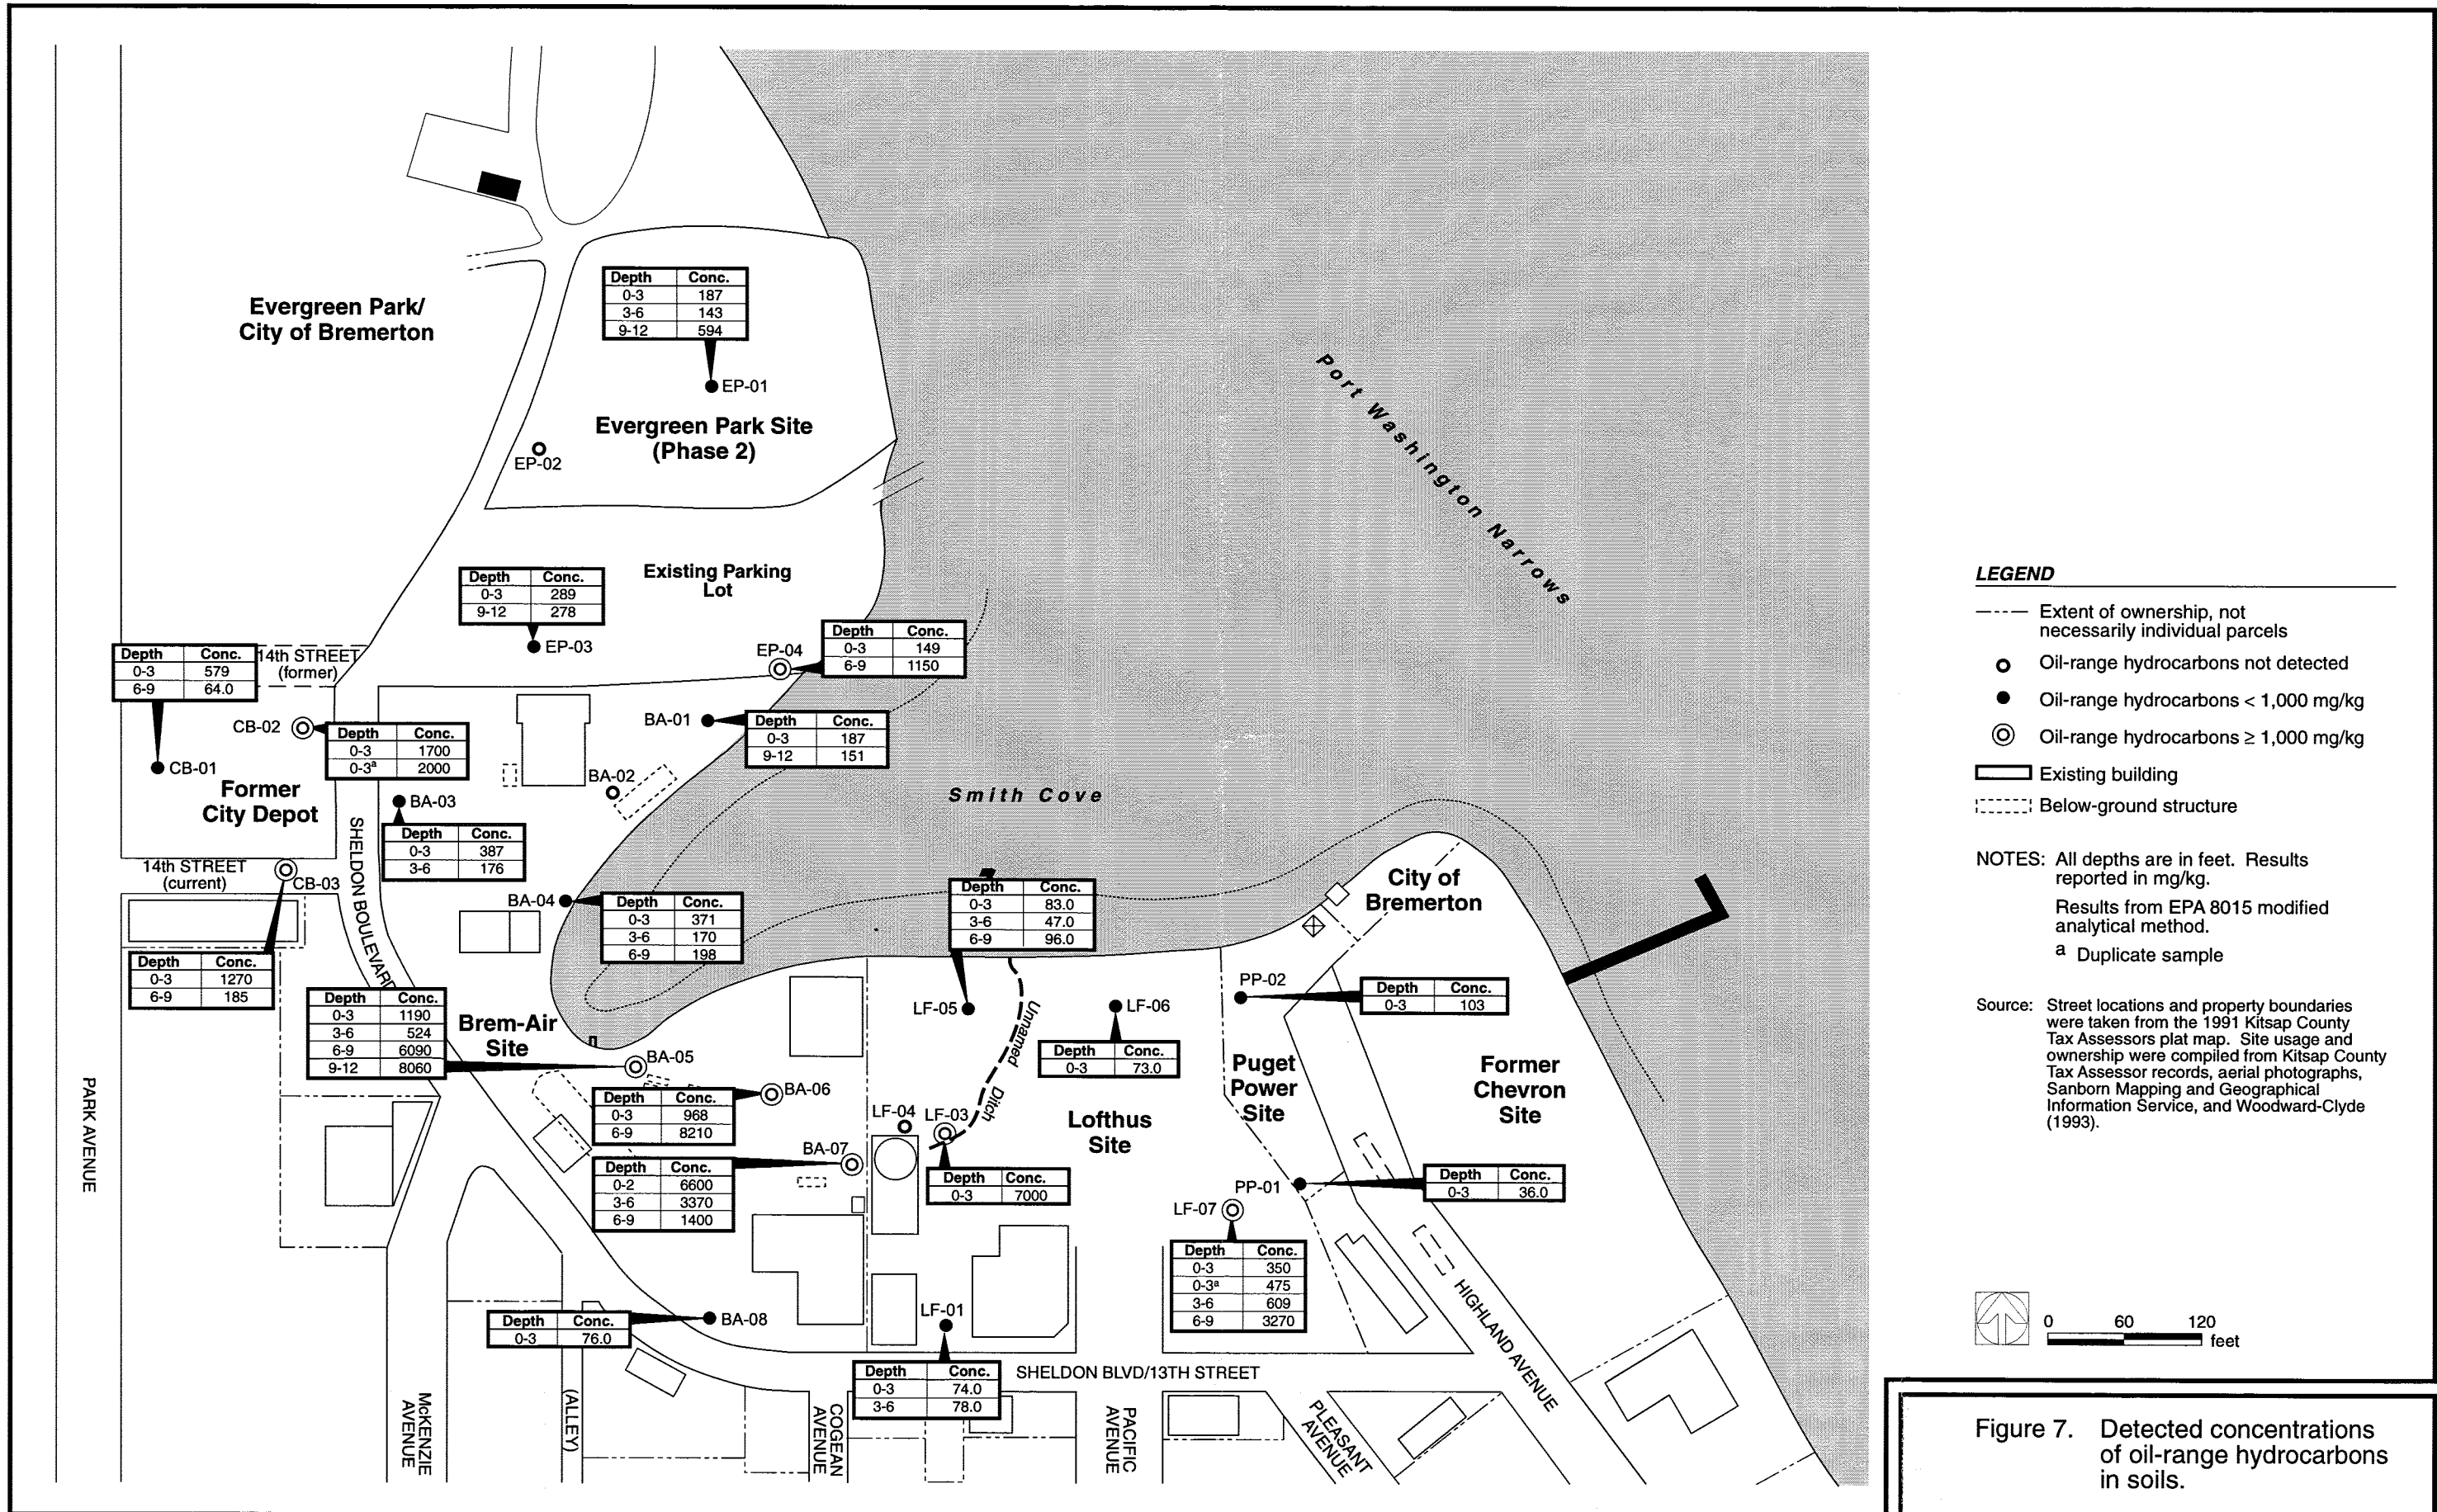 Evergreen Park/
City of Bremerton
Depth Conc.
0-3 187
3-6 143
9-12 594
EP-01
Evergreen Park Site
(Phase 2)
EP-02
Port Washington Narrows
Depth Conc.
0-3 289
9-12 278
EP-03
Existing Parking
Lot
EP-04
Depth Conc.
0-3 149
6-9 1150
Depth Conc.
0-3 579
6-9 64.0
14th STREET
(former)
CB-01
CB-02
Depth Conc.
0-3 1700
0-3a 2000
BA-01
Depth Conc.
0-3 187
9-12 151
BA-02
Former
City Depot
BA-03
Depth Conc.
0-3 387
3-6 176
Smith Cove
SHELDON BOULEVARD
14th STREET
(current)
CB-03
Depth Conc.
0-3 1270
6-9 185
BA-04
Depth Conc.
0-3 371
3-6 170
6-9 198
Depth Conc.
0-3 83.0
3-6 47.0
6-9 96.0
LF-05
City of
Bremerton
Depth Conc.
0-3 1190
3-6 524
6-9 6090
9-12 8060
Brem-Air
Site
BA-05
Unnamed Ditch
LF-06
Depth Conc.
0-3 73.0
PP-02
Depth Conc.
0-3 103
Puget
Power
Site
Former
Chevron
Site
BA-06
Depth Conc.
0-3 968
6-9 8210
LF-04
LF-03
Depth Conc.
0-3 7000
Lofthus
Site
BA-07
Depth Conc.
0-2 6600
3-6 3370
6-9 1400
PP-01
Depth Conc.
0-3 36.0
LF-07
Depth Conc.
0-3 350
0-3a 475
3-6 609
6-9 3270
PARK AVENUE
BA-08
Depth Conc.
0-3 76.0
LF-01
Depth Conc.
0-3 74.0
3-6 78.0
SHELDON BLVD/13TH STREET
HIGHLAND AVENUE
McKENZIE
AVENUE
(ALLEY)
COGEAN
AVENUE
PACIFIC
AVENUE
PLEASANT
AVENUE
LEGEND
Extent of ownership, not
necessarily individual parcels
Oil-range hydrocarbons not detected
Oil-range hydrocarbons < 1,000 mg/kg
Oil-range hydrocarbons ≥ 1,000 mg/kg
Existing building
Below-ground structure
NOTES: All depths are in feet. Results
reported in mg/kg.
Results from EPA 8015 modified
analytical method.
a Duplicate sample
Source: Street locations and property boundaries
were taken from the 1991 Kitsap County
Tax Assessors plat map. Site usage and
ownership were compiled from Kitsap County
Tax Assessor records, aerial photographs,
Sanborn Mapping and Geographical
Information Service, and Woodward-Clyde
(1993).
0 60 120
feet
Figure 7. Detected concentrations
of oil-range hydrocarbons
in soils.